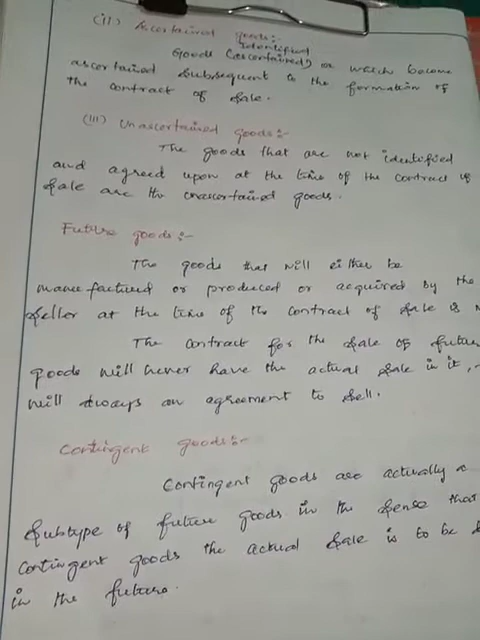 (ii) Ascertained goods:-
Identified
Goods (ascertained) or which become
ascertained subsequent to the formation of
the contract of sale.
(iii) Unascertained goods:-
The goods that are not identified
and agreed upon at the time of the contract of
sale are the unascertained goods.
Future goods:-
The goods that will either be
manufactured or produced or acquired by the
seller at the time of the contract of sale is
The contract for the sale of futur
goods will never have the actual sale in it,
will always an agreement to sell.
Contingent goods:-
Contingent goods are actually a
subtype of future goods in the sense that
contingent goods the actual sale is to be
in the future.